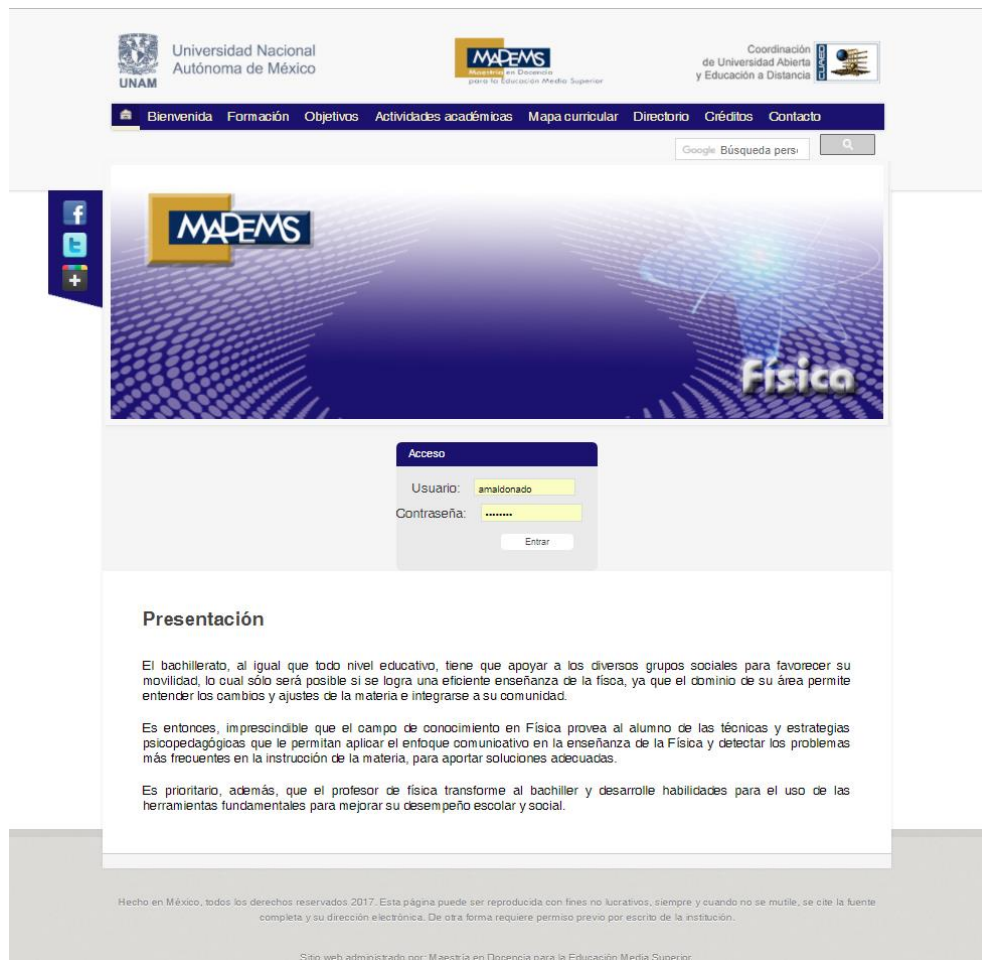 Universidad Nacional
Autónoma de México
UNAM
MADEMS
Maestría en Docencia
para la Educación Media Superior
Coordinación
de Universidad Abierta
y Educación a Distancia
CUAED
Bienvenida Formación Objetivos Actividades académicas Mapa curricular Directorio Créditos Contacto
Google Búsqueda pers
MADEMS
Física
Acceso
Usuario: amaldonado
Contraseña: ••••••••
Entrar
Presentación
El bachillerato, al igual que todo nivel educativo, tiene que apoyar a los diversos grupos sociales para favorecer su
movilidad, lo cual sólo será posible si se logra una eficiente enseñanza de la físca, ya que el dominio de su área permite
entender los cambios y ajustes de la materia e integrarse a su comunidad.
Es entonces, imprescindible que el campo de conocimiento en Física provea al alumno de las técnicas y estrategias
psicopedagógicas que le permitan aplicar el enfoque comunicativo en la enseñanza de la Física y detectar los problemas
más frecuentes en la instrucción de la materia, para aportar soluciones adecuadas.
Es prioritario, además, que el profesor de física transforme al bachiller y desarrolle habilidades para el uso de las
herramientas fundamentales para mejorar su desempeño escolar y social.
Hecho en México, todos los derechos reservados 2017. Esta página puede ser reproducida con fines no lucrativos, siempre y cuando no se mutile, se cite la fuente
completa y su dirección electrónica. De otra forma requiere permiso previo por escrito de la institución.
Sitio web administrado por: Maestría en Docencia para la Educación Media Superior